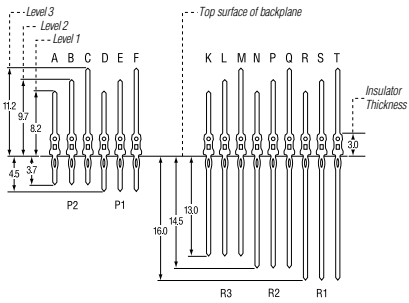 Level 3
Top surface of backplane
Level 2
Level 1
A B C D E F
K L M N P Q R S T
Insulator
Thickness
11.2
9.7
8.2
3.0
4.5
3.7
13.0
14.5
16.0
P2 P1
R3 R2 R1